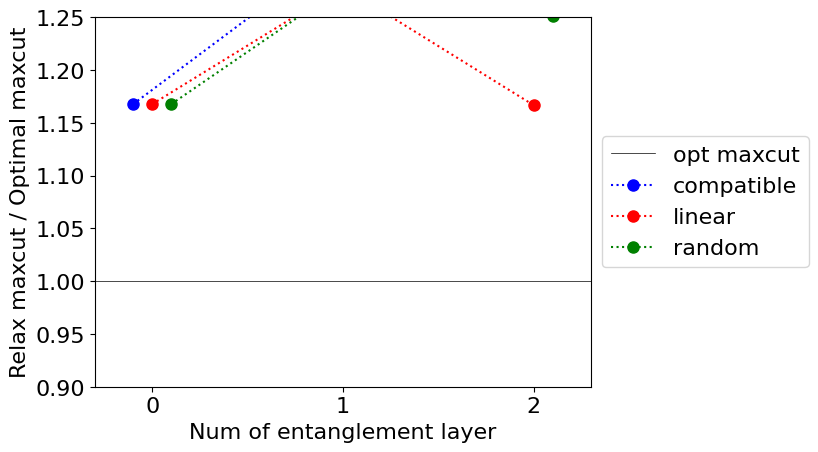 Relax maxcut / Optimal maxcut
1.25
1.20
1.15
1.10
1.05
1.00
0.95
0.90
0 1 2
Num of entanglement layer
opt maxcut
compatible
linear
random